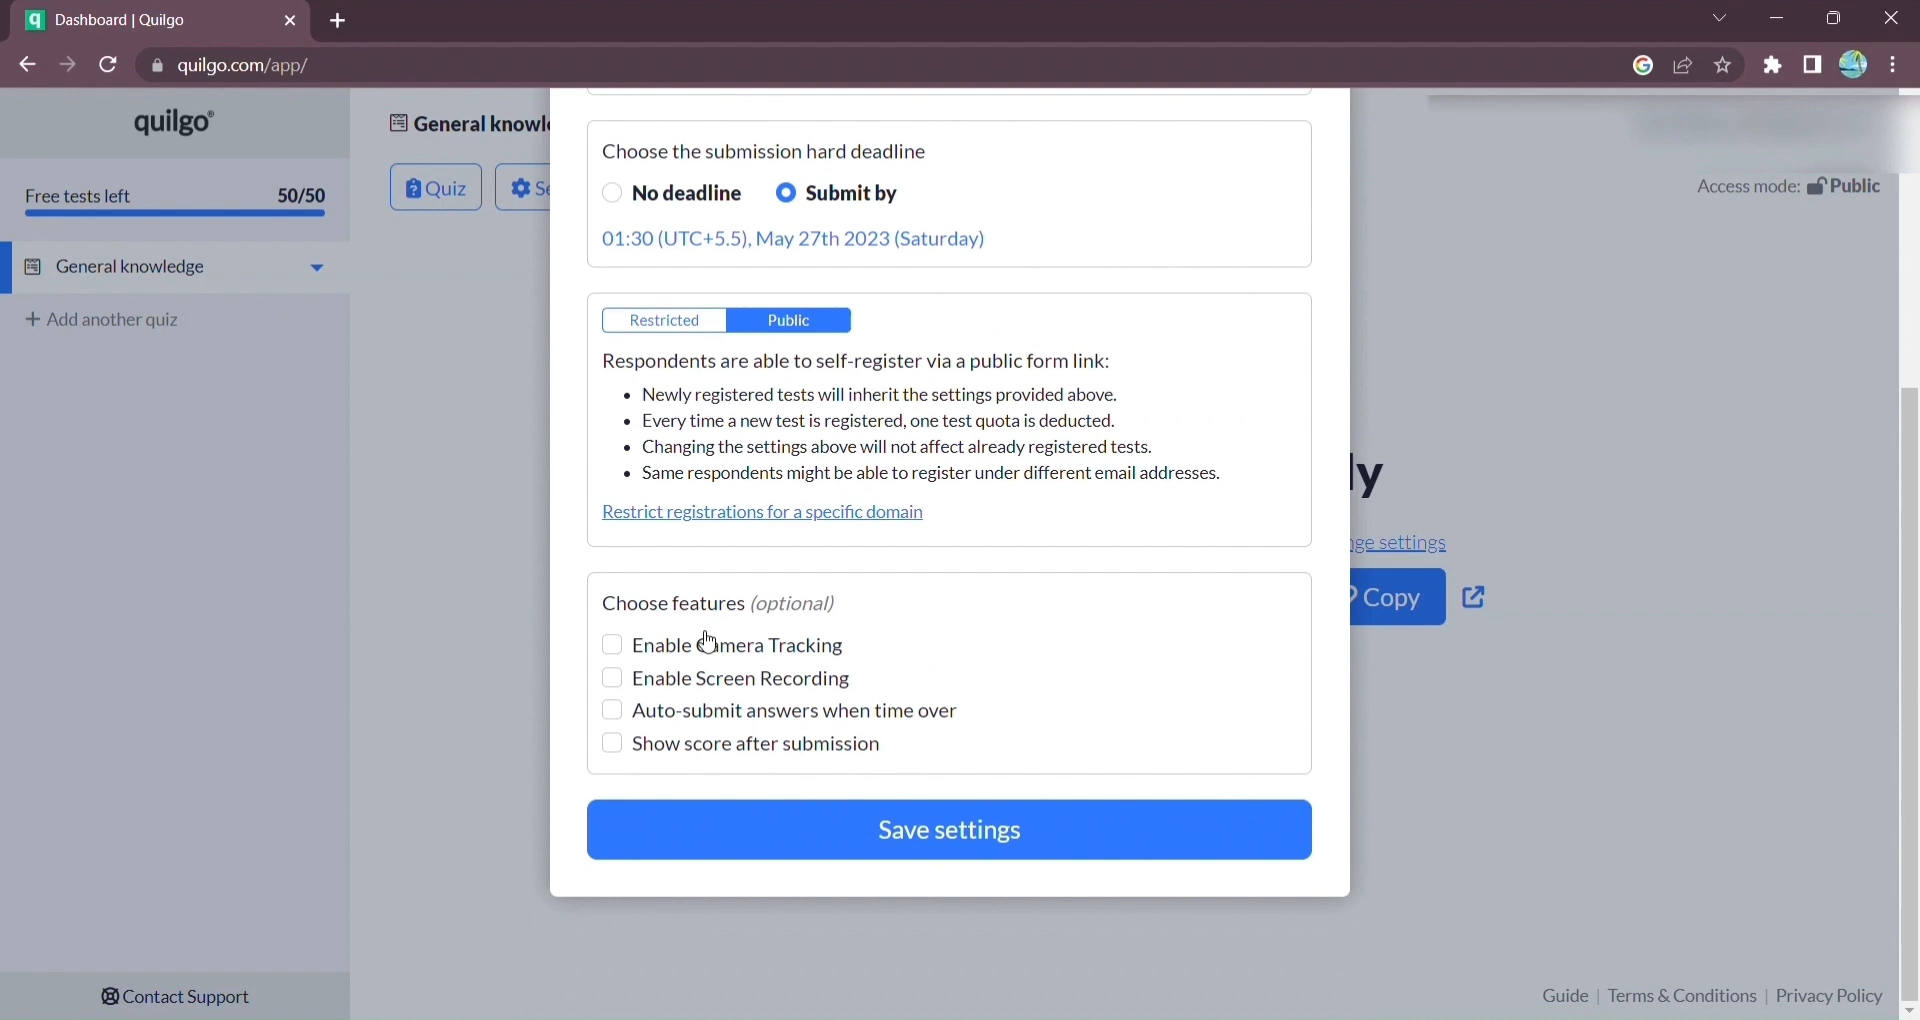 Dashboard | Quilgo
quilgo.com/app/
quilgo®
Free tests left 50/50
General knowledge
+ Add another quiz
Contact Support
General knowl
Quiz
Se
Access mode: Public
Choose the submission hard deadline
No deadline Submit by
01:30 (UTC+5.5), May 27th 2023 (Saturday)
Restricted Public
Respondents are able to self-register via a public form link:
• Newly registered tests will inherit the settings provided above.
• Every time a new test is registered, one test quota is deducted.
• Changing the settings above will not affect already registered tests.
• Same respondents might be able to register under different email addresses.
Restrict registrations for a specific domain
Choose features (optional)
Enable Camera Tracking
Enable Screen Recording
Auto-submit answers when time over
Show score after submission
Save settings
ly
nge settings
Copy
Guide | Terms & Conditions | Privacy Policy